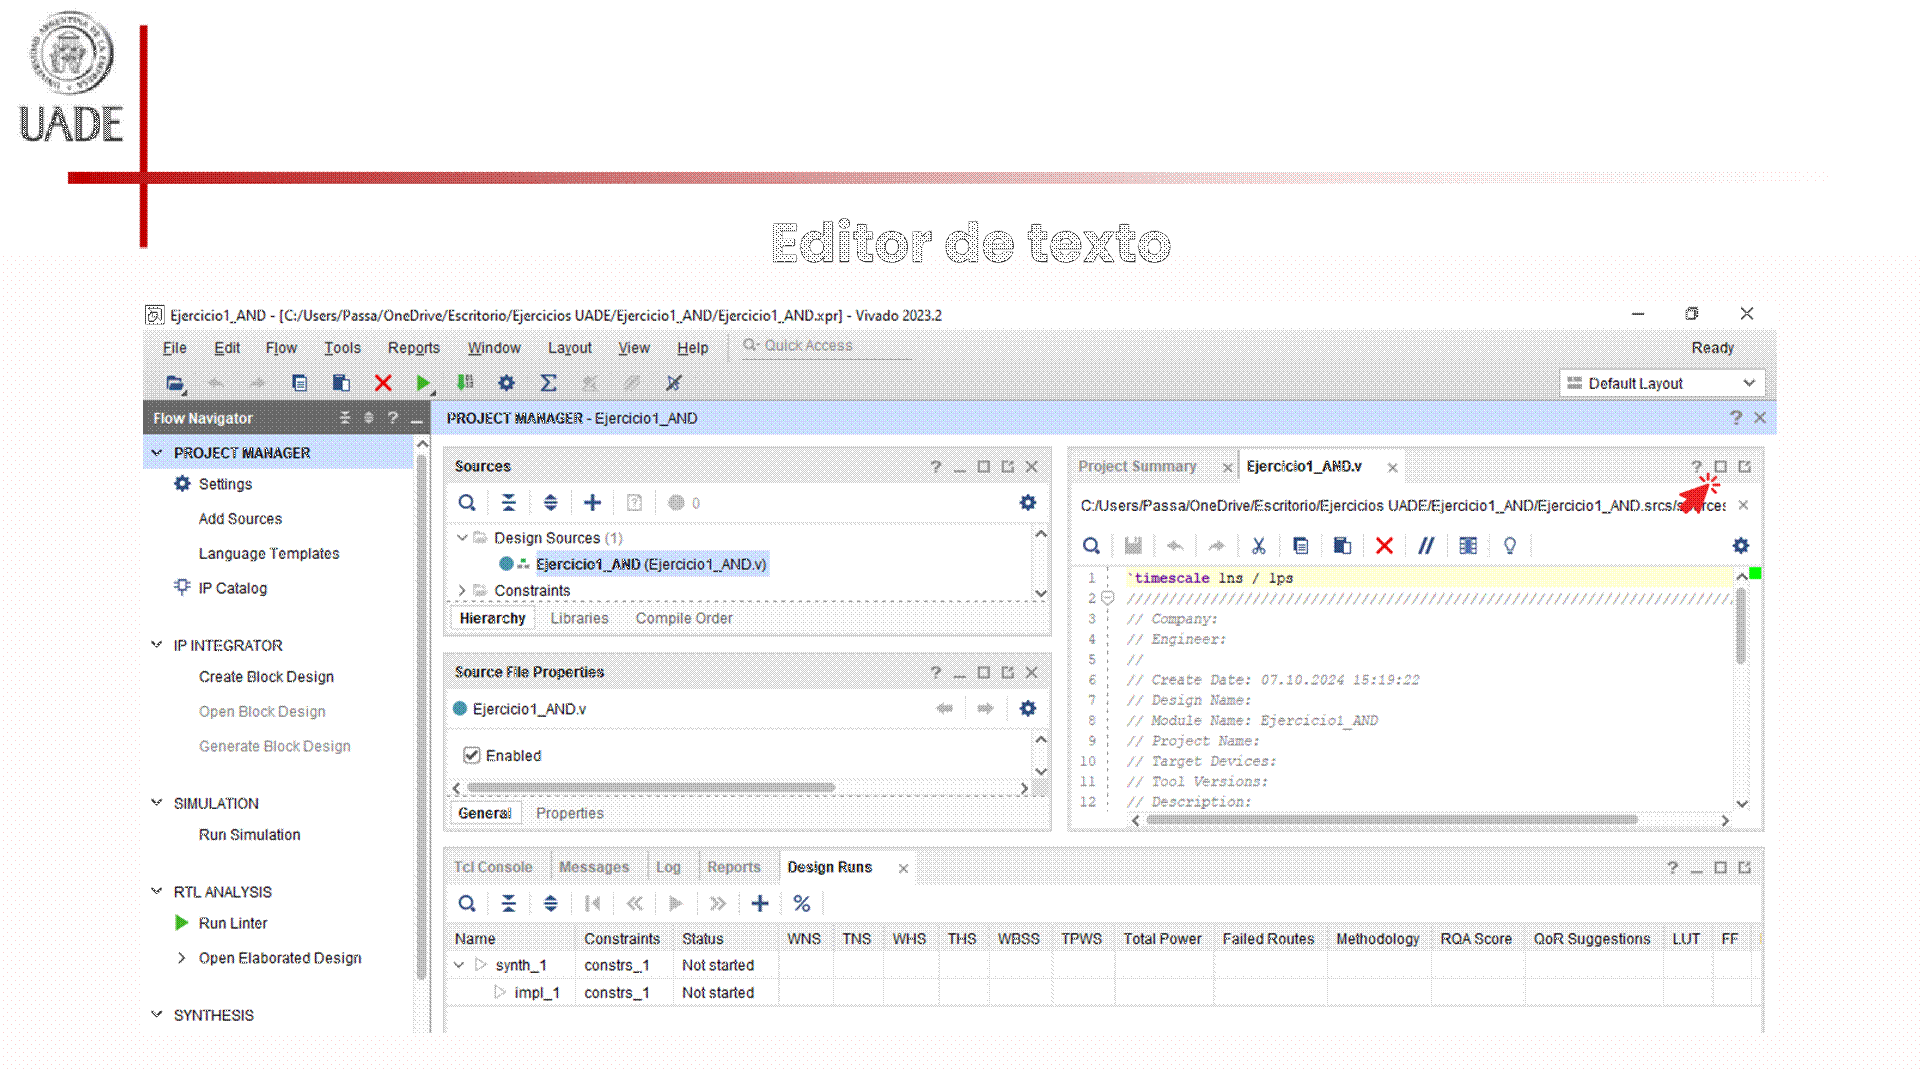 UADE
Editor de texto
Ejercicio1_AND - [C:/Users/Passa/OneDrive/Escritorio/Ejercicios UADE/Ejercicio1_AND/Ejercicio1_AND.xpr] - Vivado 2023.2
File Edit Flow Tools Reports Window Layout View Help Quick Access Ready
Default Layout
Flow Navigator
PROJECT MANAGER - Ejercicio1_AND
PROJECT MANAGER
Settings
Add Sources
Language Templates
IP Catalog
IP INTEGRATOR
Create Block Design
Open Block Design
Generate Block Design
SIMULATION
Run Simulation
RTL ANALYSIS
Run Linter
Open Elaborated Design
SYNTHESIS
Sources
0
Design Sources (1)
Ejercicio1_AND (Ejercicio1_AND.v)
Constraints
Hierarchy Libraries Compile Order
Source File Properties
Ejercicio1_AND.v
Enabled
General Properties
Project Summary Ejercicio1_AND.v
C:/Users/Passa/OneDrive/Escritorio/Ejercicios UADE/Ejercicio1_AND/Ejercicio1_AND.srcs/sources
1 `timescale 1ns / 1ps
2 ////////////////////////////////////////////////////////////////////////
3 // Company:
4 // Engineer:
5 //
6 // Create Date: 07.10.2024 15:19:22
7 // Design Name:
8 // Module Name: Ejercicio1_AND
9 // Project Name:
10 // Target Devices:
11 // Tool Versions:
12 // Description:
Tcl Console Messages Log Reports Design Runs
Name Constraints Status WNS TNS WHS THS WBSS TPWS Total Power Failed Routes Methodology RQA Score QoR Suggestions LUT FF
synth_1 constrs_1 Not started
impl_1 constrs_1 Not started